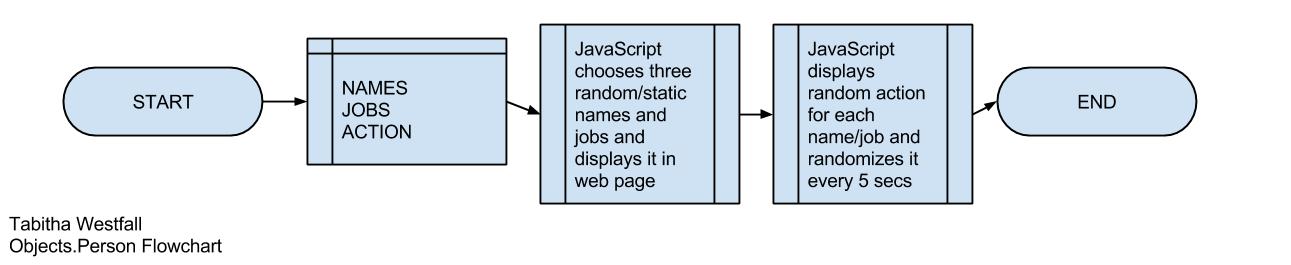 START
NAMES
JOBS
ACTION
JavaScript
chooses three
random/static
names and
jobs and
displays it in
web page
JavaScript
displays
random action
for each
name/job and
randomizes it
every 5 secs
END
Tabitha Westfall
Objects.Person Flowchart